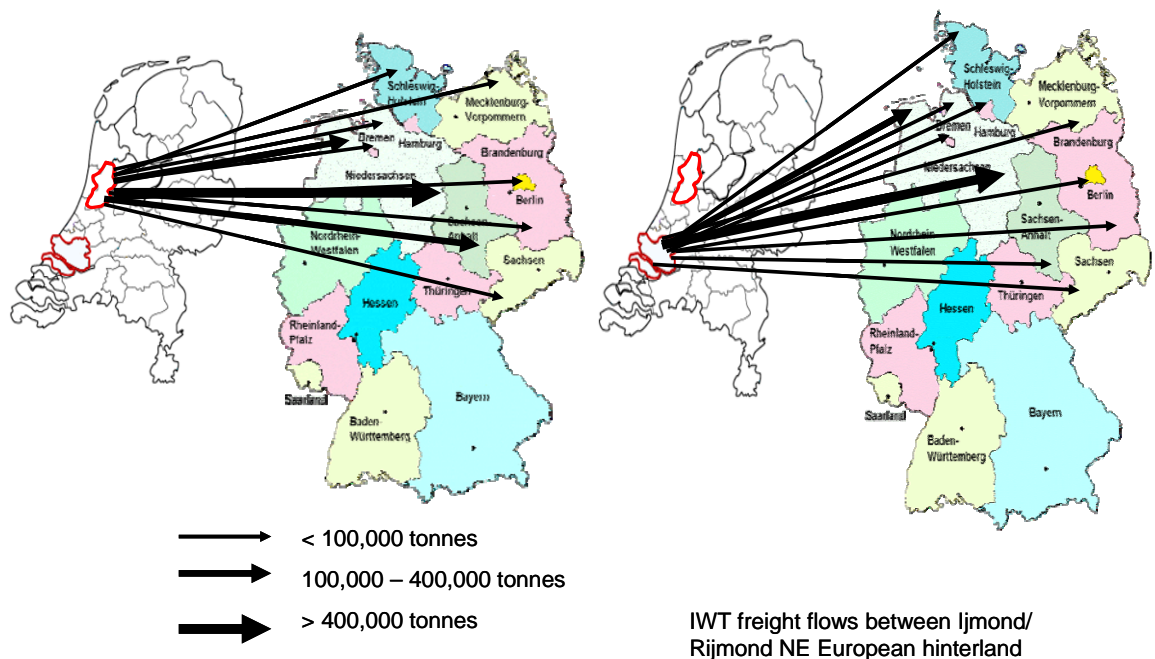 Schleswig-
Holstein
Mecklenburg-
Vorpommern
Bremen
Hamburg
Brandenburg
Niedersachsen
Berlin
Sachsen-
Anhalt
Nordrhein-
Westfalen
Sachsen
Thüringen
Hessen
Rheinland-
Pfalz
Saarland
Bayern
Baden-
Württemberg
Schleswig-
Holstein
Mecklenburg-
Vorpommern
Bremen
Hamburg
Brandenburg
Niedersachsen
Berlin
Sachsen-
Anhalt
Nordrhein-
Westfalen
Sachsen
Thüringen
Hessen
Rheinland-
Pfalz
Saarland
Bayern
Baden-
Württemberg
< 100,000 tonnes
100,000 – 400,000 tonnes
> 400,000 tonnes
IWT freight flows between Ijmond/
Rijmond NE European hinterland